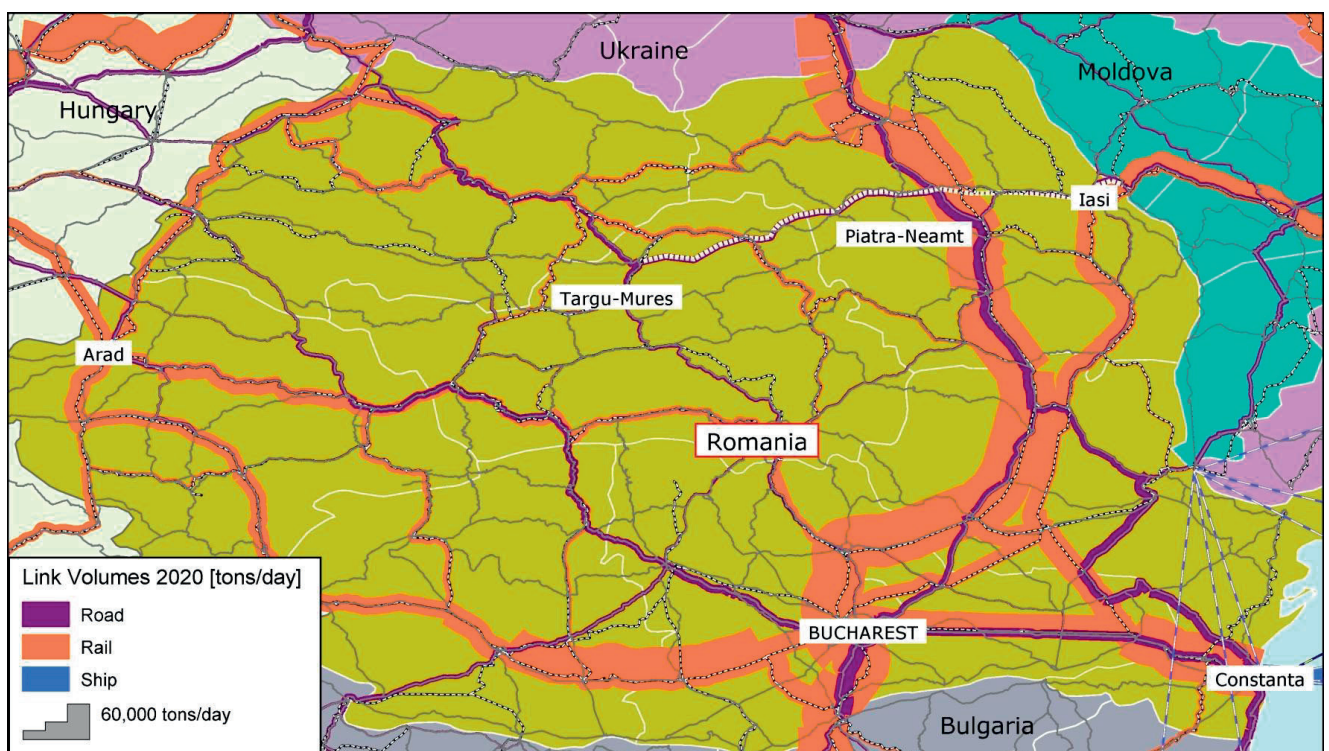 Ukraine
Moldova
Hungary
Iasi
Piatra-Neamt
Targu-Mures
Arad
Romania
Link Volumes 2020 [tons/day]
Road
Rail
Ship
60,000 tons/day
BUCHAREST
Constanta
Bulgaria